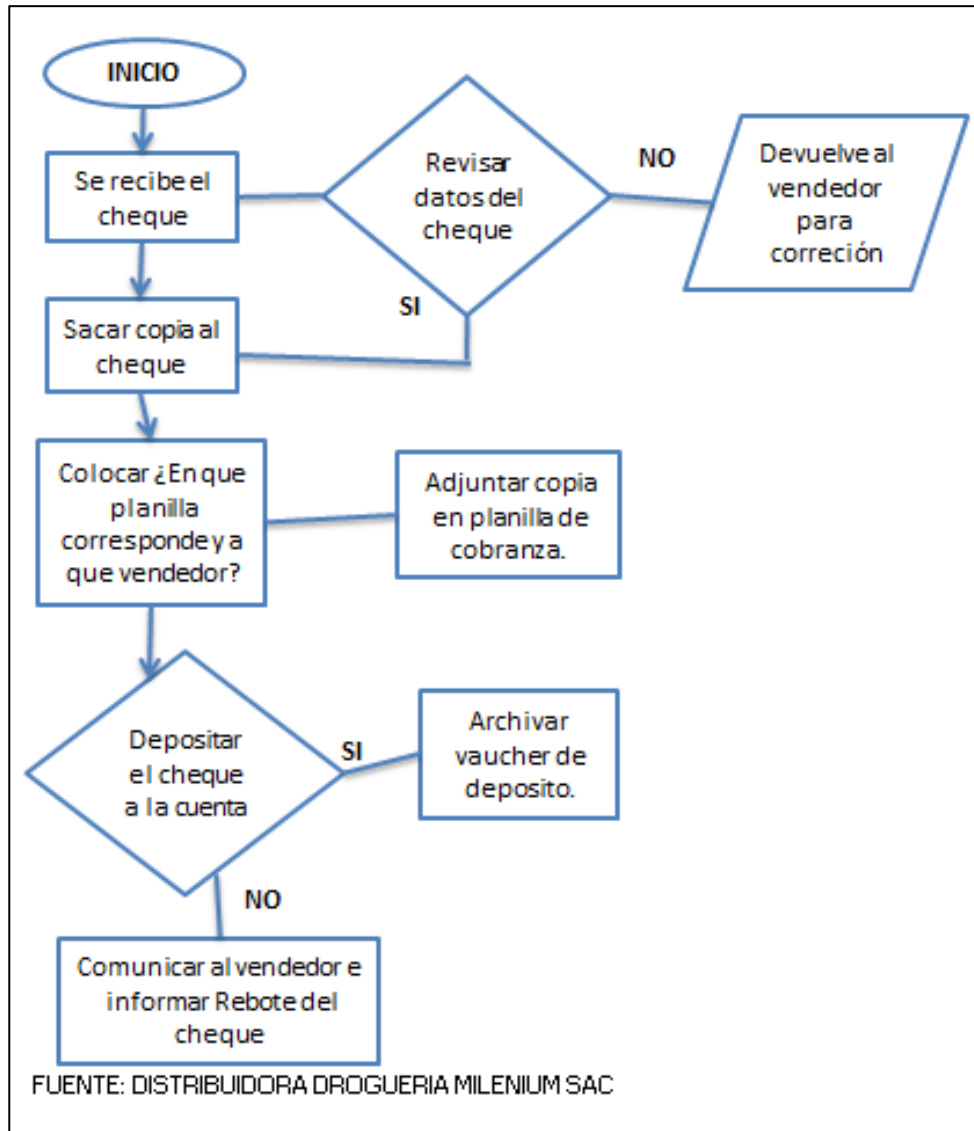 INICIO
Se recibe el
cheque
Revisar
datos del
cheque
NO
Devuelve al
vendedor
para
correción
SI
Sacar copia al
cheque
Colocar ¿En que
planilla
corresponde y a
que vendedor?
Adjuntar copia
en planilla de
cobranza.
Depositar
el cheque
a la cuenta
SI
Archivar
vaucher de
deposito.
NO
Comunicar al vendedor e
informar Rebote del
cheque
FUENTE: DISTRIBUIDORA DROGUERIA MILENIUM SAC